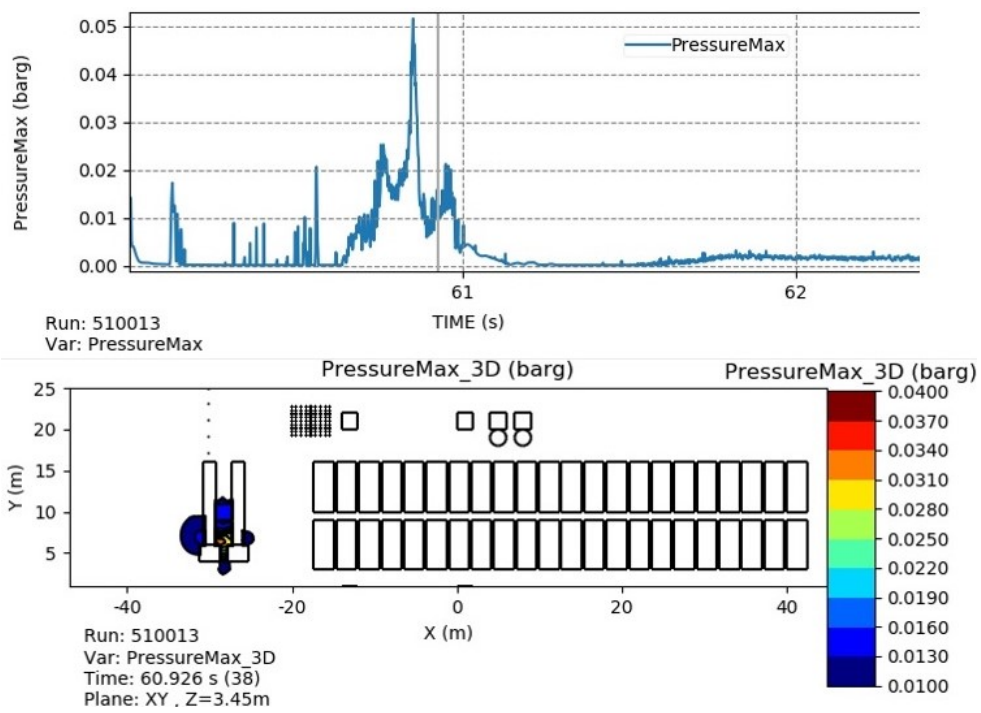 0.05
0.04
0.03
0.02
0.01
0.00
PressureMax (barg)
PressureMax
61
62
TIME (s)
Run: 510013
Var: PressureMax
PressureMax_3D (barg)
PressureMax_3D (barg)
25
20
15
10
5
Y (m)
-40
-20
0
20
40
X (m)
0.0400
0.0370
0.0340
0.0310
0.0280
0.0250
0.0220
0.0190
0.0160
0.0130
0.0100
Run: 510013
Var: PressureMax_3D
Time: 60.926 s (38)
Plane: XY , Z=3.45m